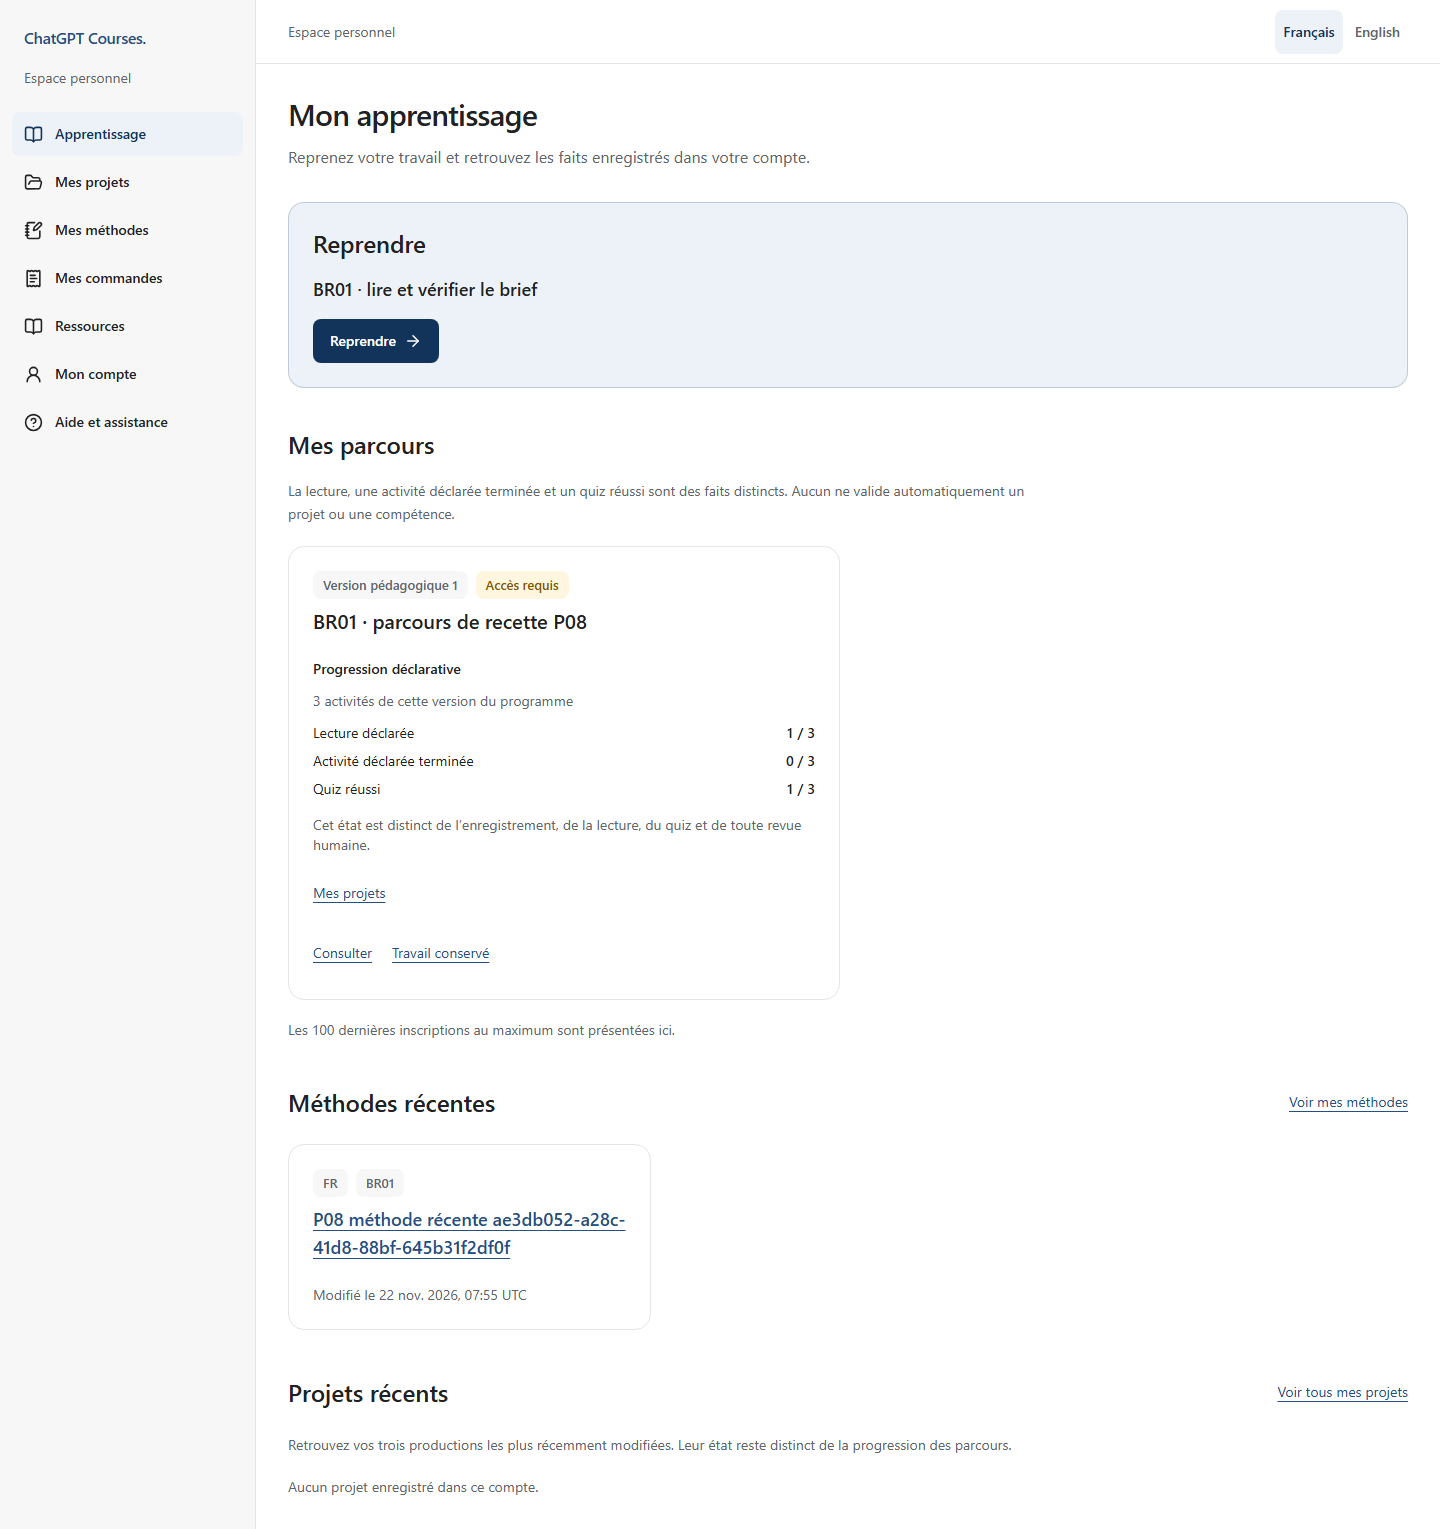 ChatGPT Courses.
Espace personnel
Apprentissage
Mes projets
Mes méthodes
Mes commandes
Ressources
Mon compte
Aide et assistance
Espace personnel
Français
English
Mon apprentissage
Reprenez votre travail et retrouvez les faits enregistrés dans votre compte.
Reprendre
BR01 · lire et vérifier le brief
Reprendre
Mes parcours
La lecture, une activité déclarée terminée et un quiz réussi sont des faits distincts. Aucun ne valide automatiquement un
projet ou une compétence.
Version pédagogique 1
Accès requis
BR01 · parcours de recette P08
Progression déclarative
3 activités de cette version du programme
Lecture déclarée 1 / 3
Activité déclarée terminée 0 / 3
Quiz réussi 1 / 3
Cet état est distinct de l’enregistrement, de la lecture, du quiz et de toute revue
humaine.
Mes projets
Consulter Travail conservé
Les 100 dernières inscriptions au maximum sont présentées ici.
Méthodes récentes
Voir mes méthodes
FR BR01
P08 méthode récente ae3db052-a28c-
41d8-88bf-645b31f2df0f
Modifié le 22 nov. 2026, 07:55 UTC
Projets récents
Voir tous mes projets
Retrouvez vos trois productions les plus récemment modifiées. Leur état reste distinct de la progression des parcours.
Aucun projet enregistré dans ce compte.